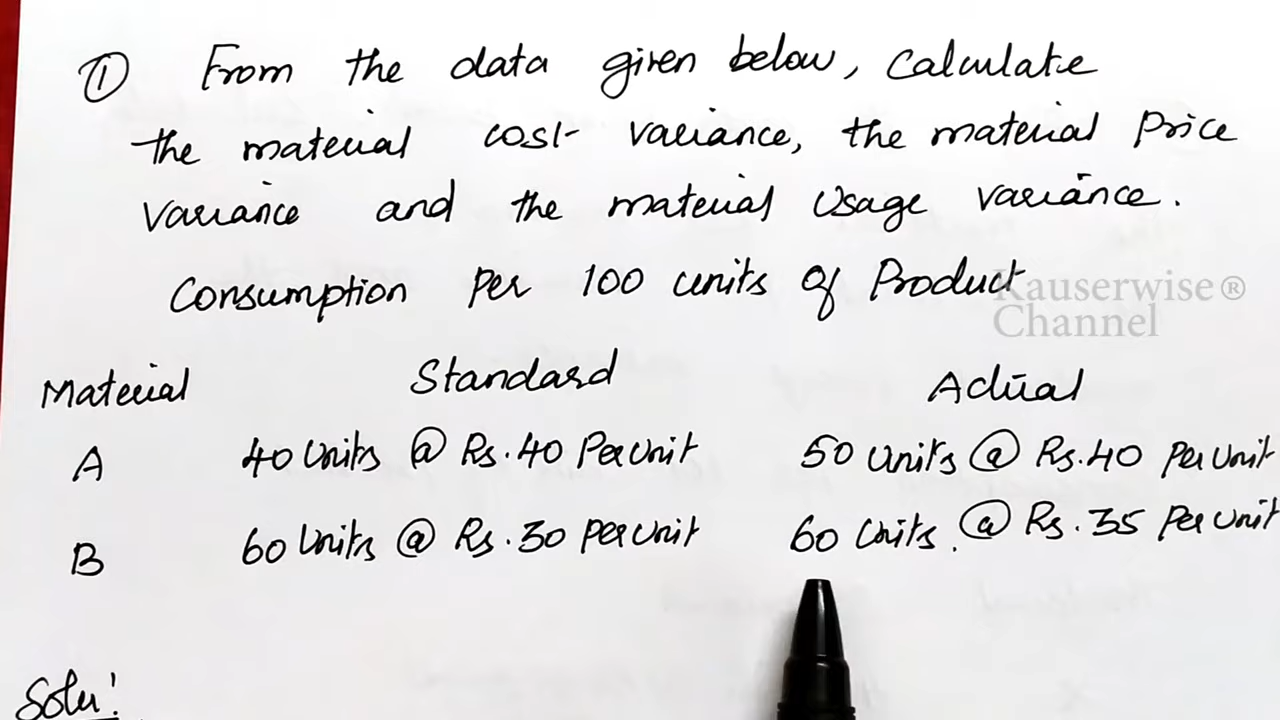 ① From the data given below, Calculate
the material cost variance, the material Price
Variance and the material Usage variance.
Consumption Per 100 units of Product
Kauserwise®
Channel
Material Standard Actual
A 40 Units @ Rs.40 Per Unit 50 units @ Rs.40 Per Unit
B 60 Units @ Rs.30 per unit 60 Units. @ Rs.35 Per Unit
Solu: